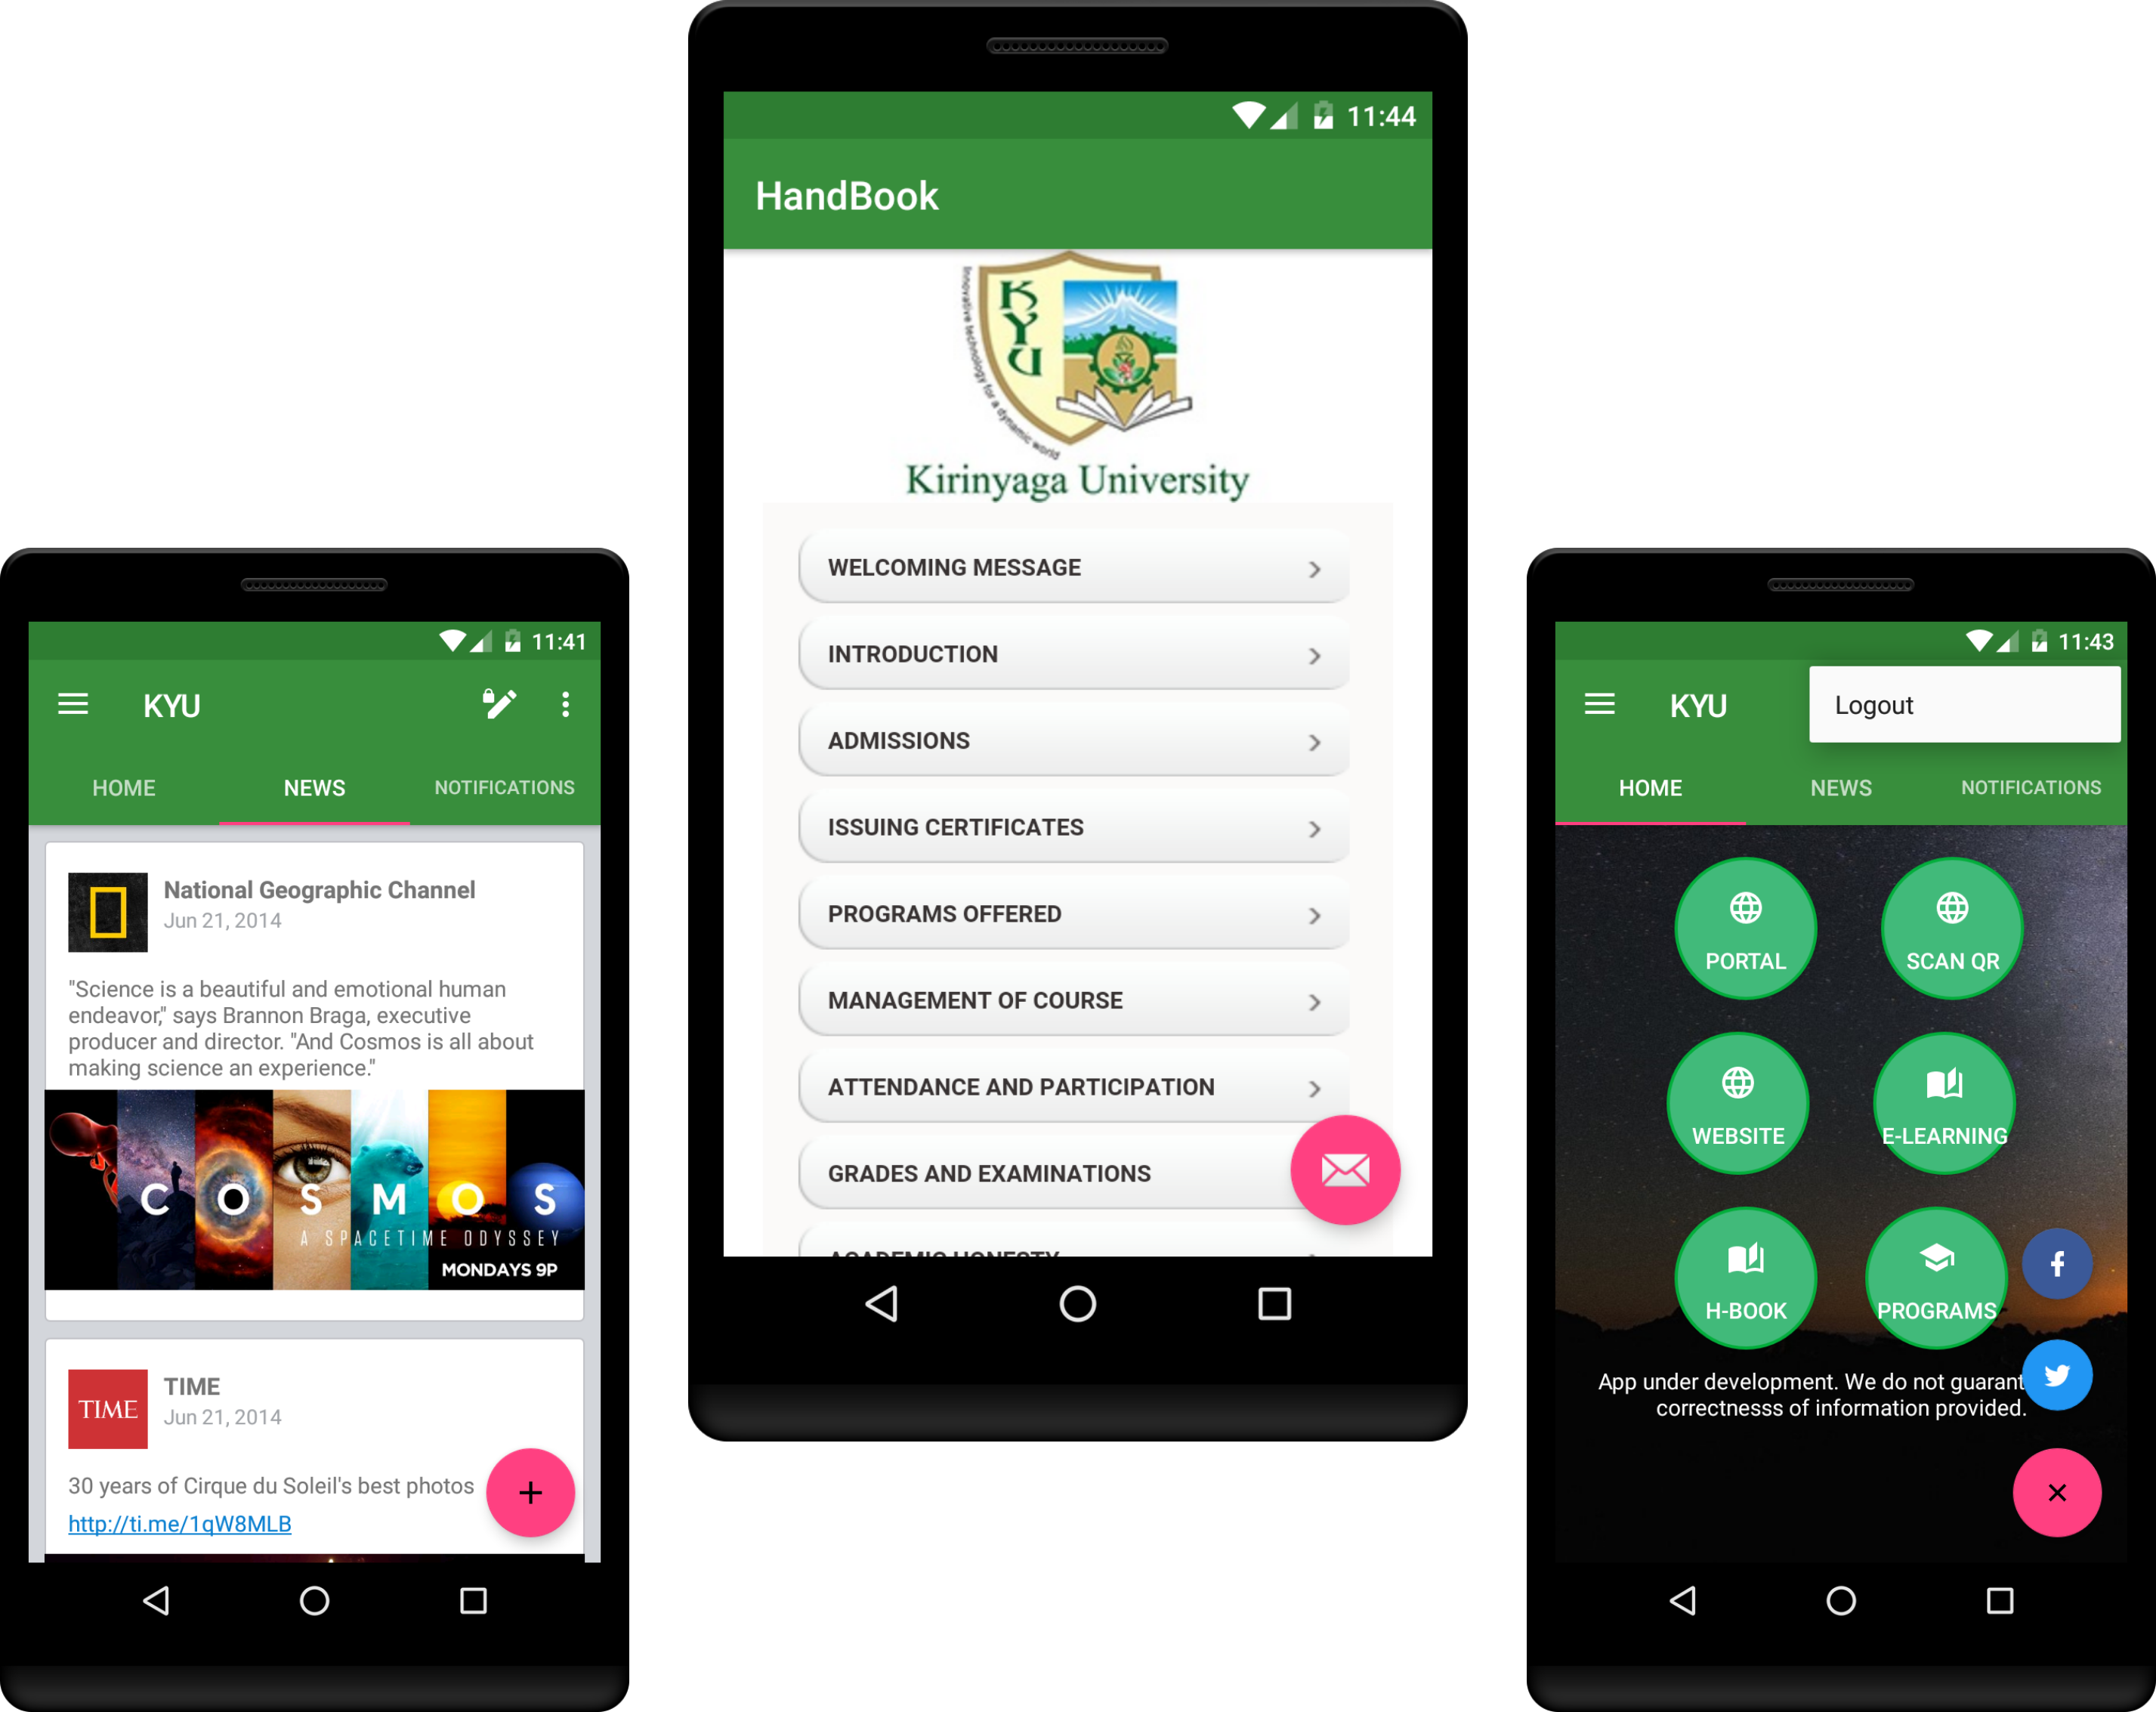 11:41
KYU
HOME NEWS NOTIFICATIONS
National Geographic Channel
Jun 21, 2014
"Science is a beautiful and emotional human
endeavor," says Brannon Braga, executive
producer and director. "And Cosmos is all about
making science an experience."
COSMOS
A SPACETIME ODYSSEY
MONDAYS 9P
TIME
TIME
Jun 21, 2014
30 years of Cirque du Soleil's best photos
http://ti.me/1qW8MLB
11:44
HandBook
KYU
Innovative technology for a dynamic world
Kirinyaga University
WELCOMING MESSAGE
INTRODUCTION
ADMISSIONS
ISSUING CERTIFICATES
PROGRAMS OFFERED
MANAGEMENT OF COURSE
ATTENDANCE AND PARTICIPATION
GRADES AND EXAMINATIONS
ACADEMIC HONESTY
11:43
KYU
Logout
HOME NEWS NOTIFICATIONS
PORTAL SCAN QR
WEBSITE E-LEARNING
H-BOOK PROGRAMS
App under development. We do not guarant
correctnesss of information provided.